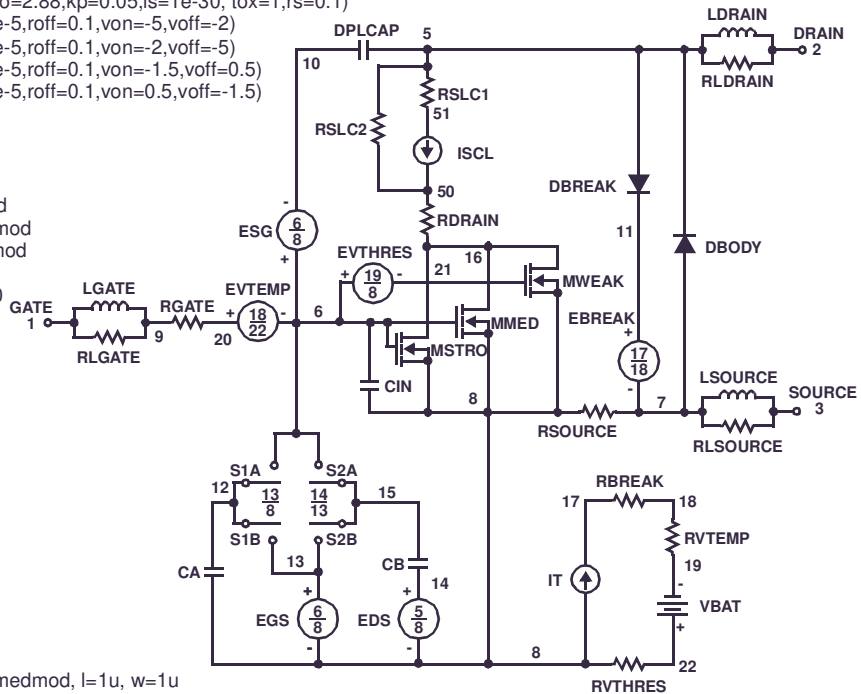 o=2.88,kp=0.05,is=1e-30, tox=1,rs=0.1)
e-5,roff=0.1,von=-5,voff=-2)
e-5,roff=0.1,von=-2,voff=-5)
e-5,roff=0.1,von=-1.5,voff=0.5)
e-5,roff=0.1,von=0.5,voff=-1.5)
d
mod
mod
)
medmod, l=1u, w=1u
LDRAIN
DPLCAP 5 DRAIN
2
10
RLDRAIN
RSLC1
51
RSLC2
ISCL
50
DBREAK
RDRAIN
ESG 6
8
-
+
11
DBODY
EVTHRES
+ 19
8 -
16
21
MWEAK
LGATE
GATE
1
RLGATE
9
RGATE
20
EVTEMP
+ 18
22 -
6
MMED
EBREAK
+
17
18
-
MSTRO
CIN
8
LSOURCE
7
SOURCE
3
RSOURCE
RLSOURCE
S1A
S2A
12
13
8
14
13
15
S1B
S2B
13
CA
CB
14
+
EGS 6
8
-
+
EDS 5
8
-
8
RBREAK
17
18
RVTEMP
19
IT
-
VBAT
+
22
RVTHRES